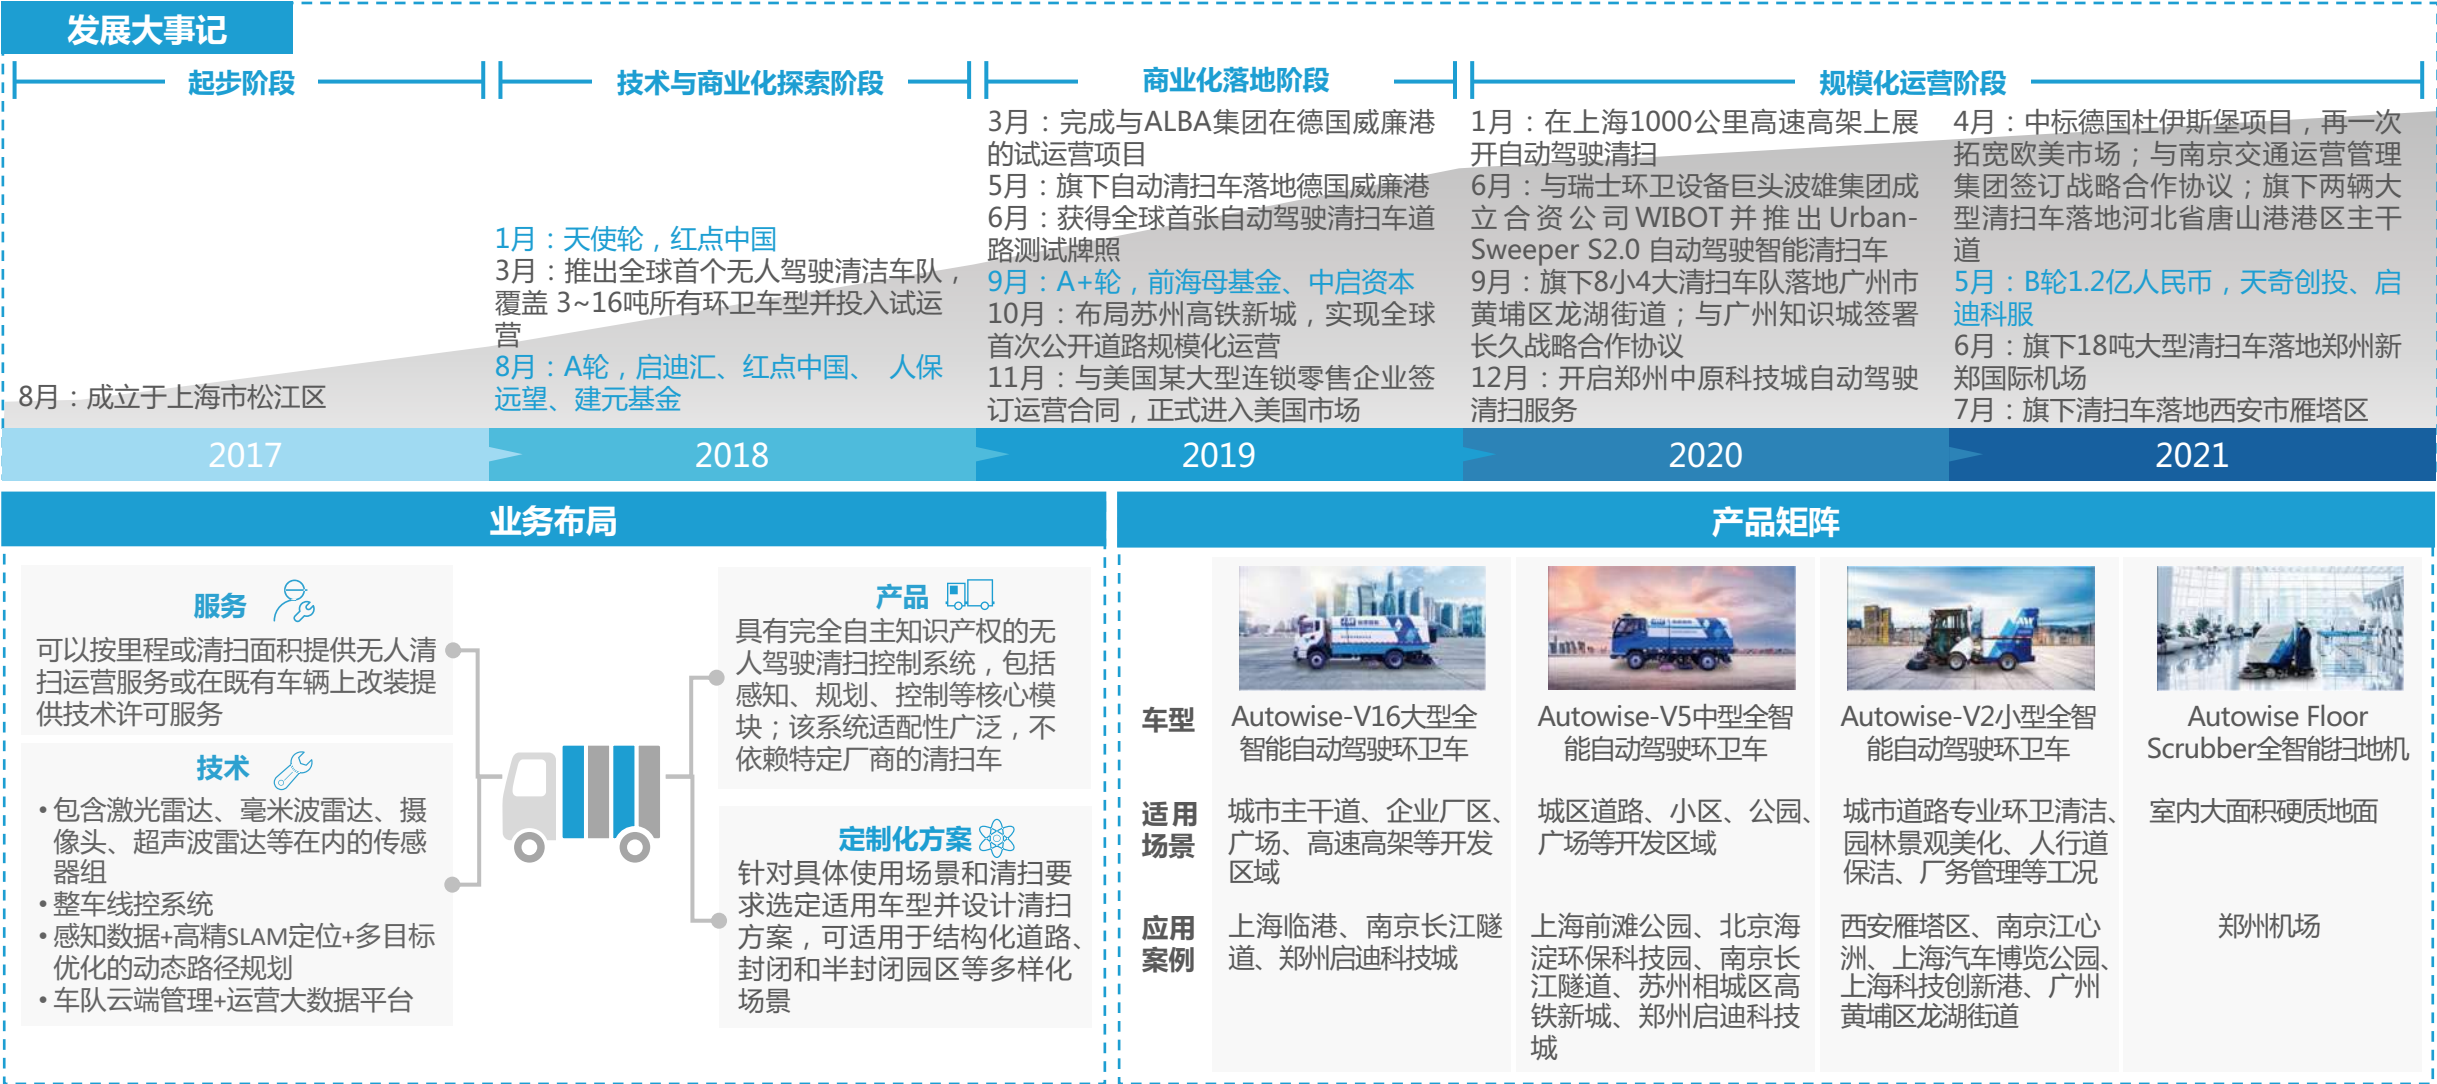 发展大事记
起步阶段
技术与商业化探索阶段
商业化落地阶段
规模化运营阶段
8月：成立于上海市松江区
1月：天使轮，红点中国
3月：推出全球首个无人驾驶清洁车队，
覆盖 3~16吨所有环卫车型并投入试运
营
8月：A轮，启迪汇、红点中国、 人保
远望、建元基金
3月：完成与ALBA集团在德国威廉港
的试运营项目
5月：旗下自动清扫车落地德国威廉港
6月：获得全球首张自动驾驶清扫车道
路测试牌照
9月：A+轮，前海母基金、中启资本
10月：布局苏州高铁新城，实现全球
首次公开道路规模化运营
11月：与美国某大型连锁零售企业签
订运营合同，正式进入美国市场
1月：在上海1000公里高速高架上展
开自动驾驶清扫
6月：与瑞士环卫设备巨头波雄集团成
立合资公司WIBOT并推出Urban-
Sweeper S2.0 自动驾驶智能清扫车
9月：旗下8小4大清扫车队落地广州市
黄埔区龙湖街道；与广州知识城签署
长久战略合作协议
12月：开启郑州中原科技城自动驾驶
清扫服务
4月：中标德国杜伊斯堡项目，再一次
拓宽欧美市场；与南京交通运营管理
集团签订战略合作协议；旗下两辆大
型清扫车落地河北省唐山港港区主干
道
5月：B轮1.2亿人民币，天奇创投、启
迪科服
6月：旗下18吨大型清扫车落地郑州新
郑国际机场
7月：旗下清扫车落地西安市雁塔区
2017
2018
2019
2020
2021
业务布局
服务
可以按里程或清扫面积提供无人清
扫运营服务或在既有车辆上改装提
供技术许可服务
技术
•包含激光雷达、毫米波雷达、摄
像头、超声波雷达等在内的传感
器组
•整车线控系统
•感知数据+高精SLAM定位+多目标
优化的动态路径规划
•车队云端管理+运营大数据平台
产品
具有完全自主知识产权的无
人驾驶清扫控制系统，包括
感知、规划、控制等核心模
块；该系统适配性广泛，不
依赖特定厂商的清扫车
定制化方案
针对具体使用场景和清扫要
求选定适用车型并设计清扫
方案，可适用于结构化道路、
封闭和半封闭园区等多样化
场景
产品矩阵
车型
Autowise-V16大型全
智能自动驾驶环卫车
Autowise-V5中型全智
能自动驾驶环卫车
Autowise-V2小型全智
能自动驾驶环卫车
Autowise Floor
Scrubber全智能扫地机
适用
场景
城市主干道、企业厂区、
广场、高速高架等开发
区域
城区道路、小区、公园、
广场等开发区域
城市道路专业环卫清洁、
园林景观美化、人行道
保洁、厂务管理等工况
室内大面积硬质地面
应用
案例
上海临港、南京长江隧
道、郑州启迪科技城
上海前滩公园、北京海
淀环保科技园、南京长
江隧道、苏州相城区高
铁新城、郑州启迪科技
城
西安雁塔区、南京江心
洲、上海汽车博览公园、
上海科技创新港、广州
黄埔区龙湖街道
郑州机场